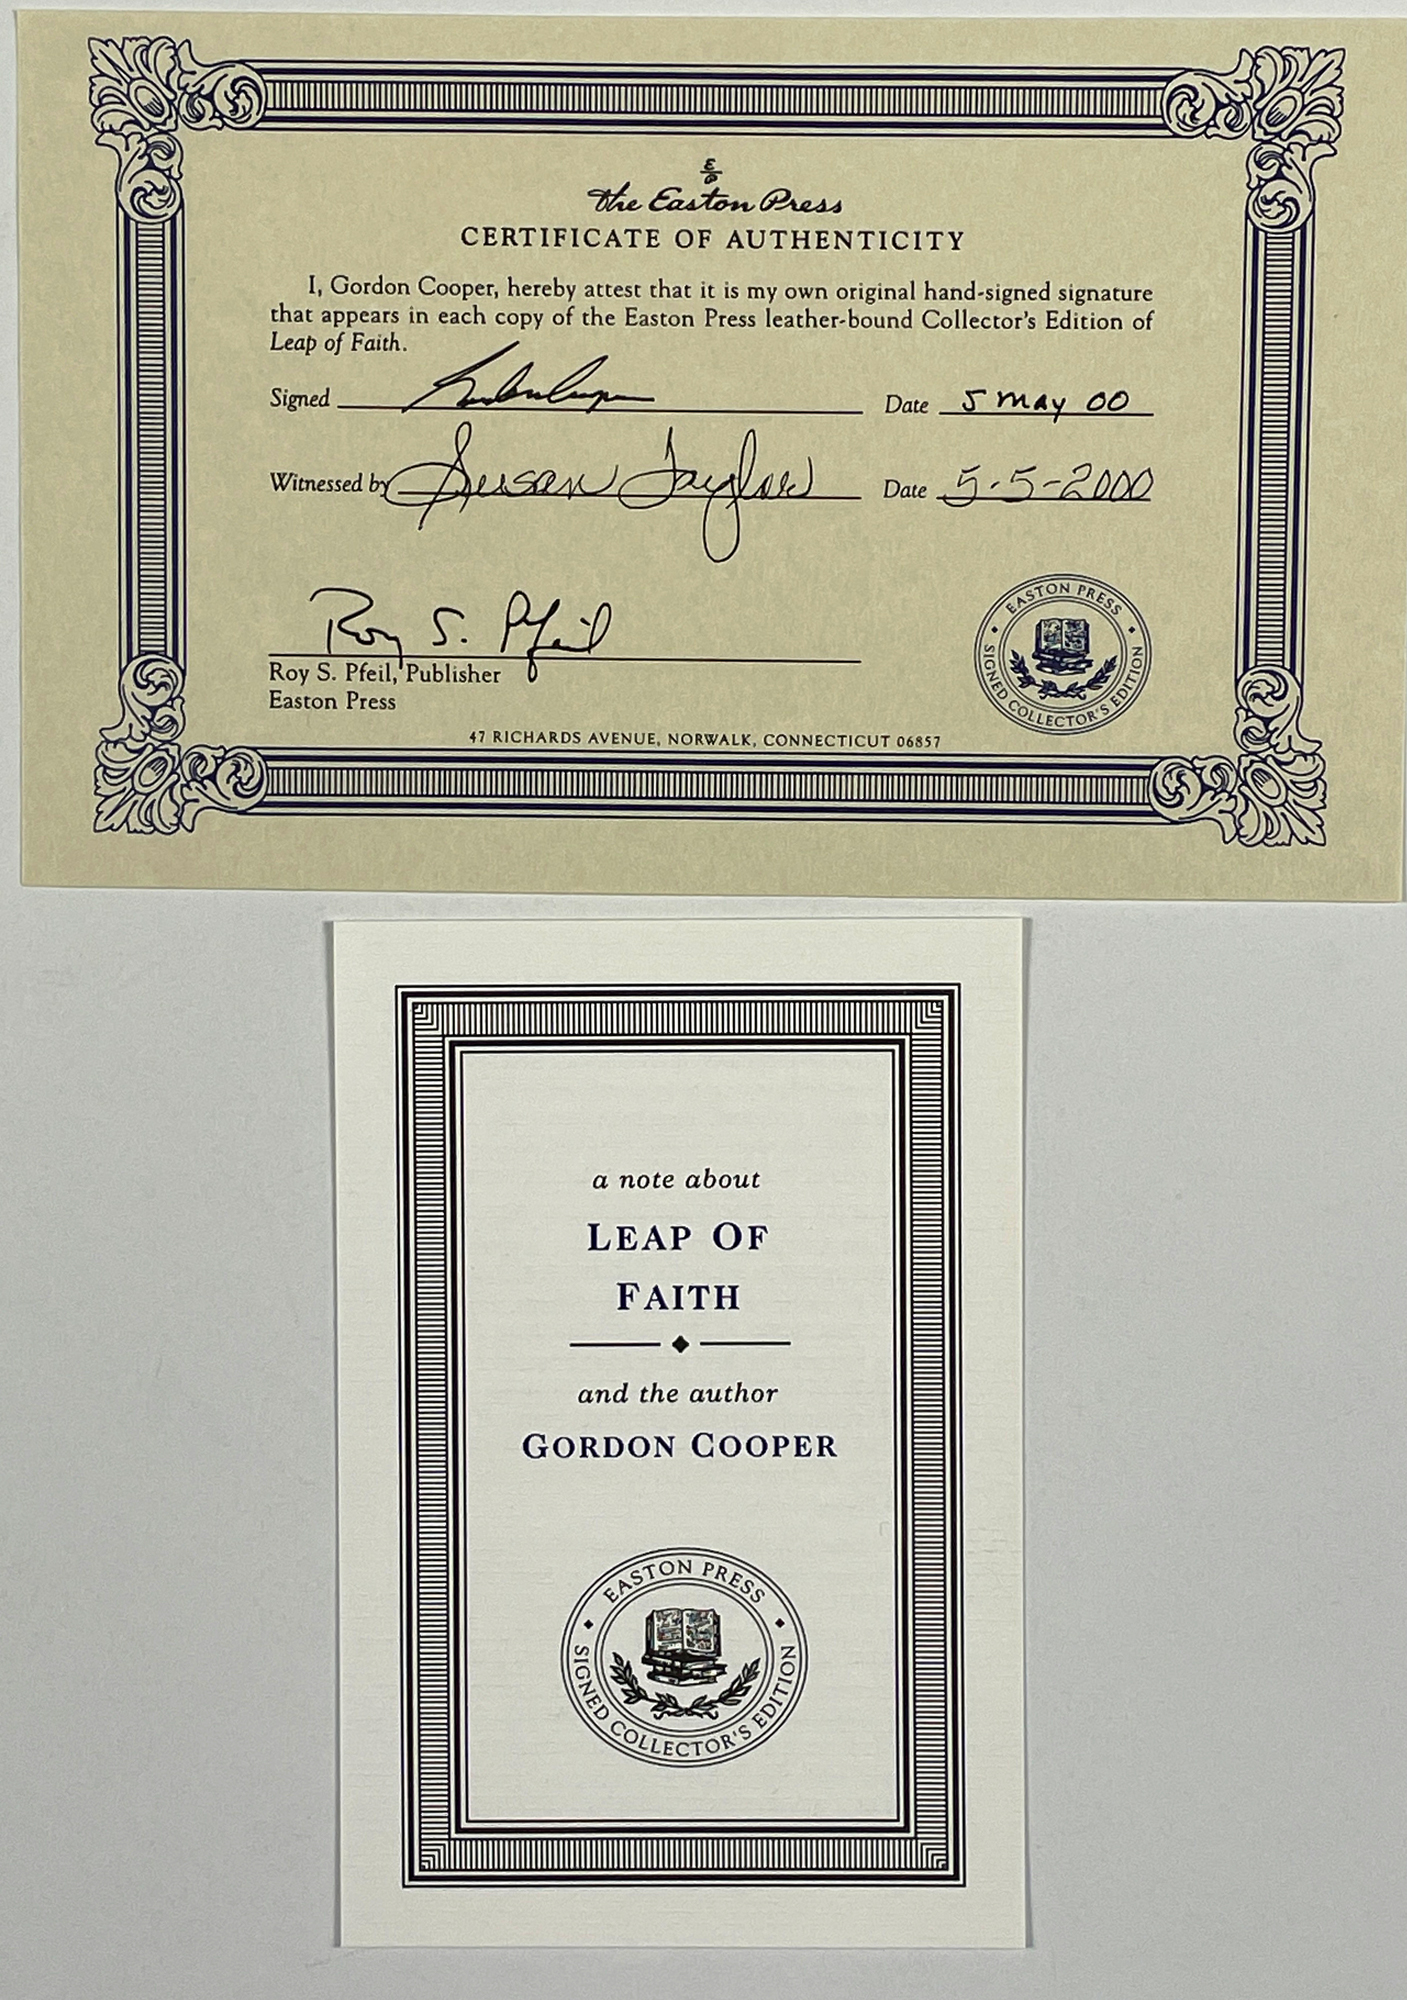 E
P
the Easton Press
CERTIFICATE OF AUTHENTICITY
I, Gordon Cooper, hereby attest that it is my own original hand-signed signature
that appears in each copy of the Easton Press leather-bound Collector's Edition of
Leap of Faith.
Signed Gordon Cooper Date 5 May 00
Witnessed by Susan Taylor Date 5-5-2000
Roy S. Pfeil
Roy S. Pfeil, Publisher
Easton Press
EASTON PRESS
SIGNED COLLECTOR'S EDITION
47 RICHARDS AVENUE, NORWALK, CONNECTICUT 06857
a note about
LEAP OF
FAITH
and the author
GORDON COOPER
EASTON PRESS
SIGNED COLLECTOR'S EDITION